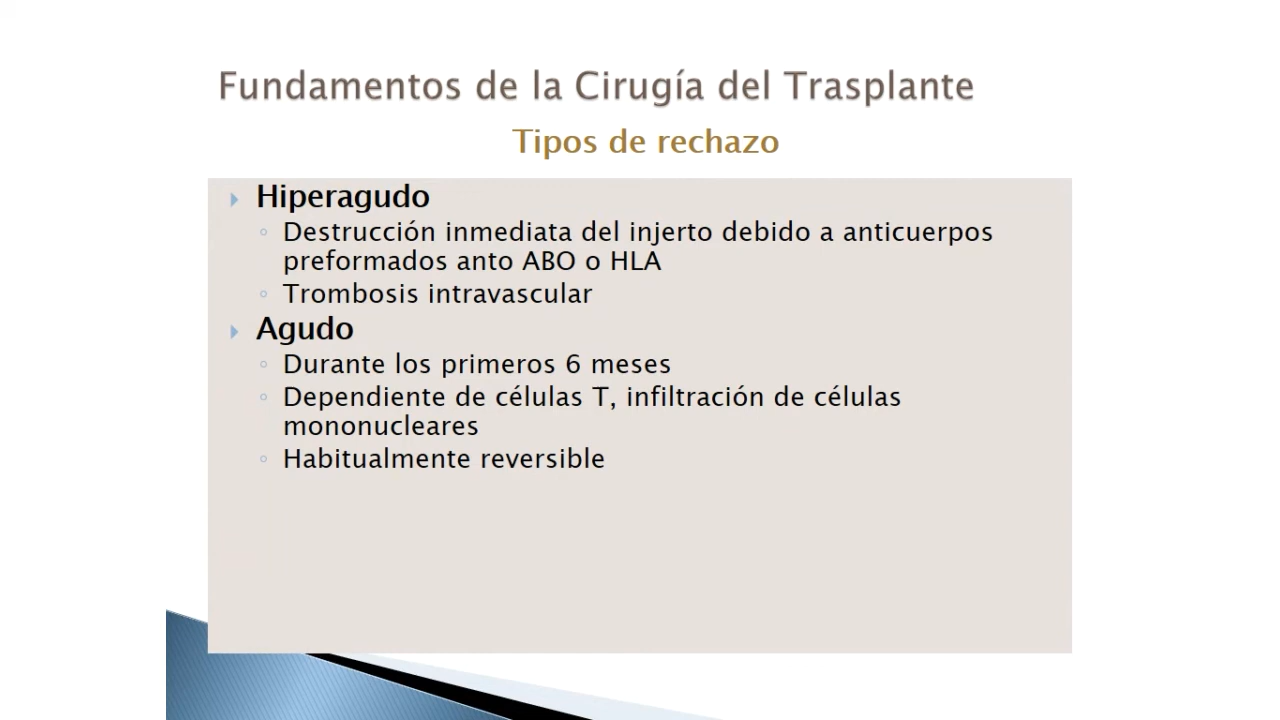 Fundamentos de la Cirugía del Trasplante
Tipos de rechazo
Hiperagudo
Destrucción inmediata del injerto debido a anticuerpos
preformados anto ABO o HLA
Trombosis intravascular
Agudo
Durante los primeros 6 meses
Dependiente de células T, infiltración de células
mononucleares
Habitualmente reversible